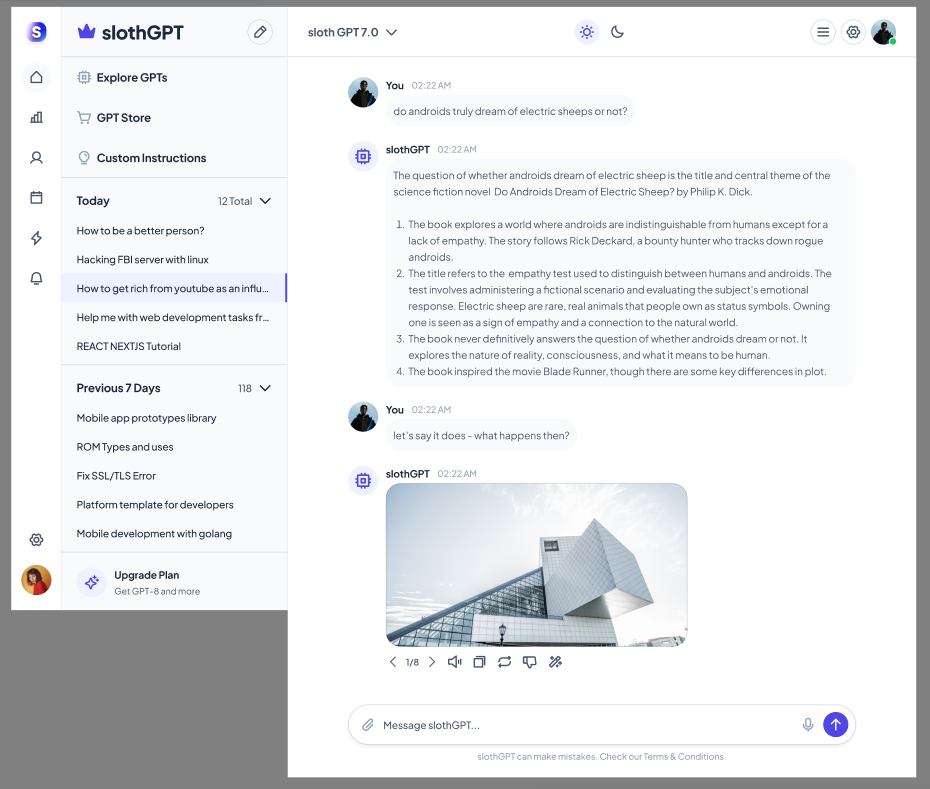 S
slothGPT
Explore GPTs
GPT Store
Custom Instructions
Today
12 Total
How to be a better person?
Hacking FBI server with linux
How to get rich from youtube as an influ...
Help me with web development tasks fr...
REACT NEXTJS Tutorial
Previous 7 Days
118
Mobile app prototypes library
ROM Types and uses
Fix SSL/TLS Error
Platform template for developers
Mobile development with golang
Upgrade Plan
Get GPT-8 and more
sloth GPT 7.0
You 02:22 AM
do androids truly dream of electric sheeps or not?
slothGPT 02:22 AM
The question of whether androids dream of electric sheep is the title and central theme of the
science fiction novel Do Androids Dream of Electric Sheep? by Philip K. Dick.
1. The book explores a world where androids are indistinguishable from humans except for a
lack of empathy. The story follows Rick Deckard, a bounty hunter who tracks down rogue
androids.
2. The title refers to the empathy test used to distinguish between humans and androids. The
test involves administering a fictional scenario and evaluating the subject's emotional
response. Electric sheep are rare, real animals that people own as status symbols. Owning
one is seen as a sign of empathy and a connection to the natural world.
3. The book never definitively answers the question of whether androids dream or not. It
explores the nature of reality, consciousness, and what it means to be human.
4. The book inspired the movie Blade Runner, though there are some key differences in plot.
You 02:22 AM
let's say it does - what happens then?
slothGPT 02:22 AM
1/8
Message slothGPT...
slothGPT can make mistakes. Check our Terms & Conditions.